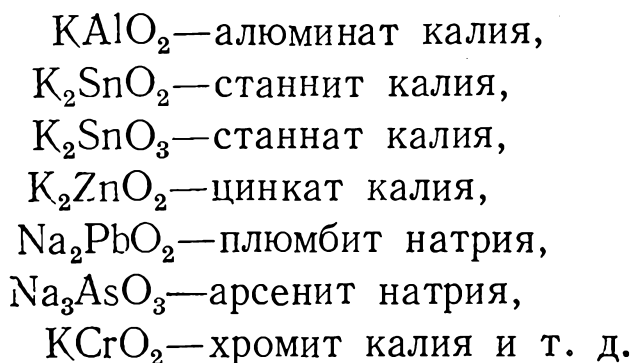 KAlO₂—алюминат калия,
K₂SnO₂—станнит калия,
K₂SnO₃—станнат калия,
K₂ZnO₂—цинкат калия,
Na₂PbO₂—плюмбит натрия,
Na₃AsO₃—арсенит натрия,
KCrO₂—хромит калия и т. д.